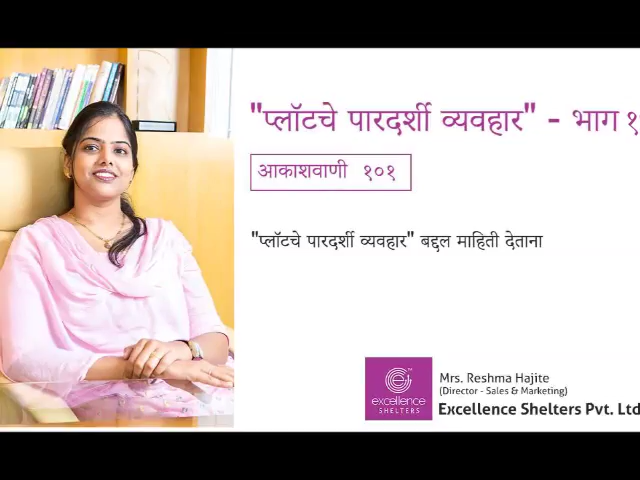 "प्लॉटचे पारदर्शी व्यवहार" - भाग १
आकाशवाणी १०१
"प्लॉटचे पारदर्शी व्यवहार" बद्दल माहिती देताना
excellence
SHELTERS
Mrs. Reshma Hajite
(Director - Sales & Marketing)
Excellence Shelters Pvt. Ltd